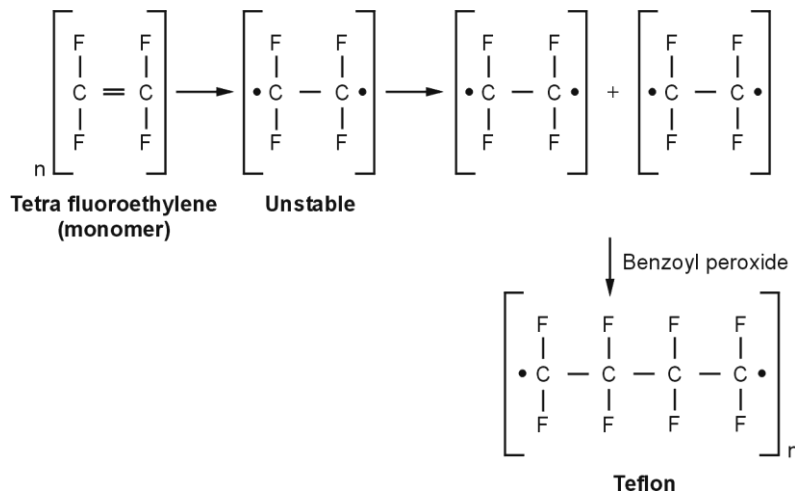 F F F F F F F F
C = C • C — C • • C — C • + • C — C •
F F F F F F F F
n
Tetra fluoroethylene Unstable
(monomer)
Benzoyl peroxide
F F F F
• C — C — C — C •
F F F F
n
Teflon